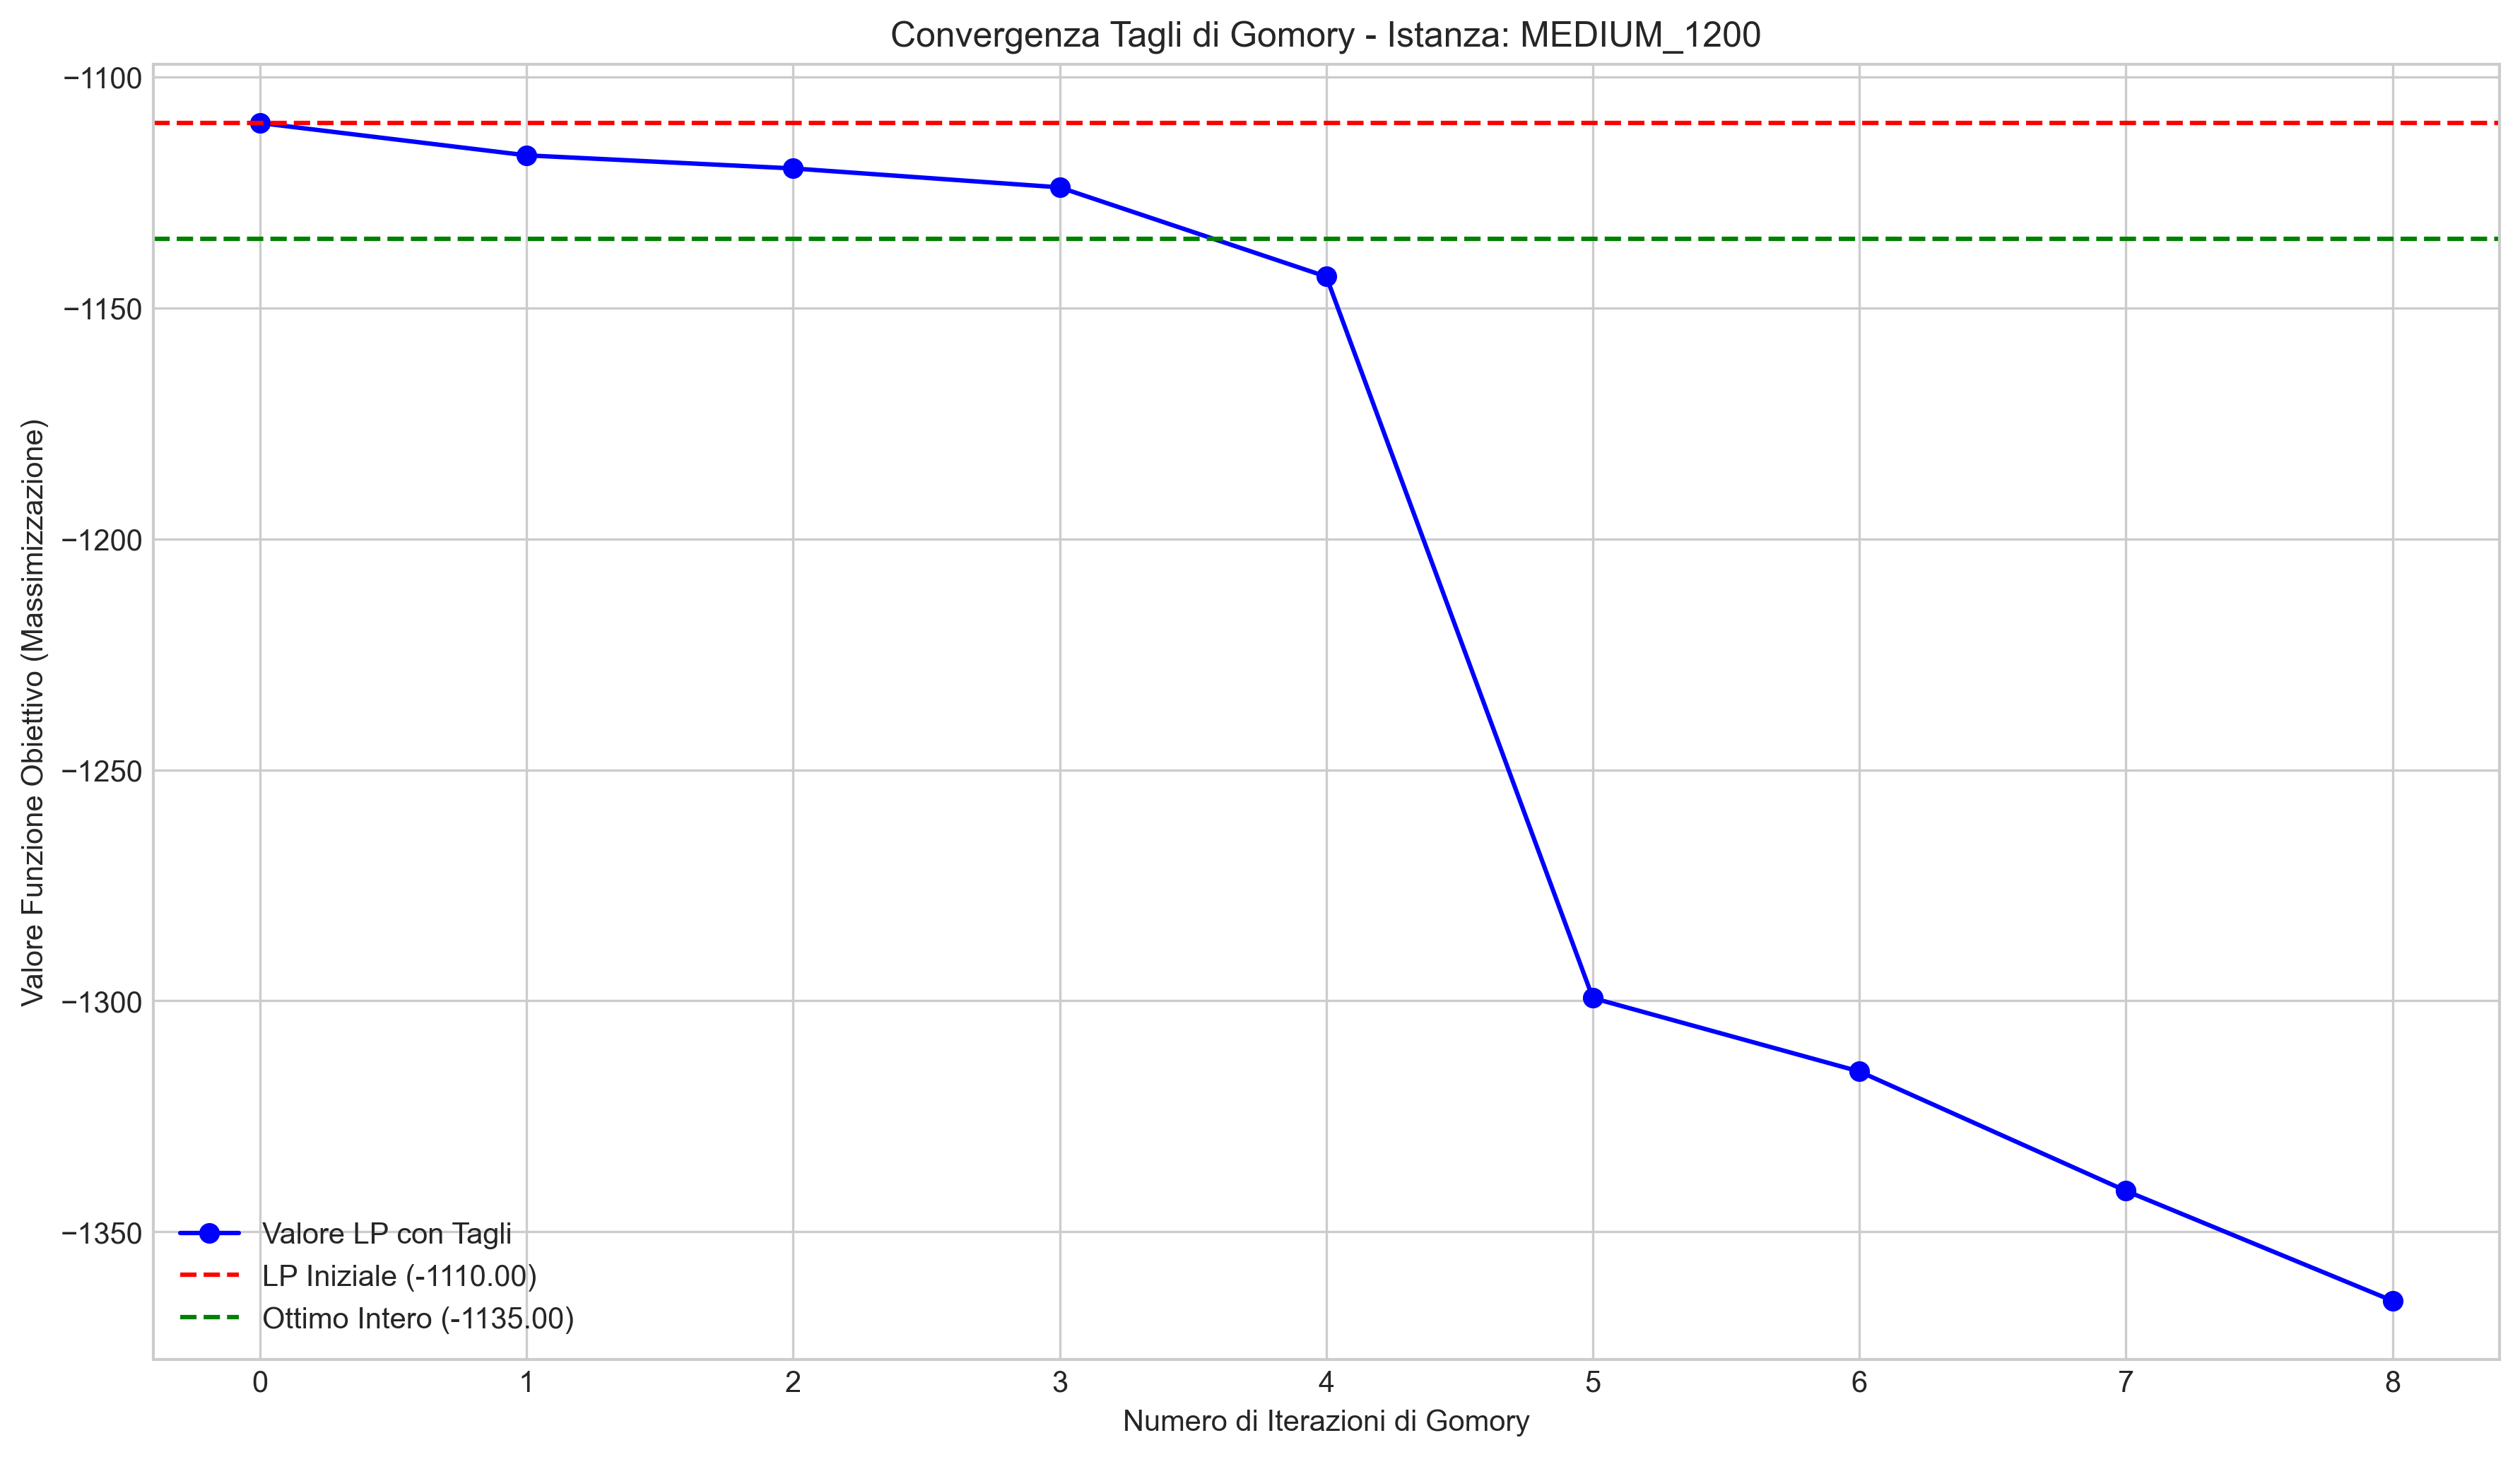 Convergenza Tagli di Gomory - Istanza: MEDIUM_1200
Valore Funzione Obiettivo (Massimizzazione)
−1100
−1150
−1200
−1250
−1300
−1350
Valore LP con Tagli
LP Iniziale (-1110.00)
Ottimo Intero (-1135.00)
0 1 2 3 4 5 6 7 8
Numero di Iterazioni di Gomory